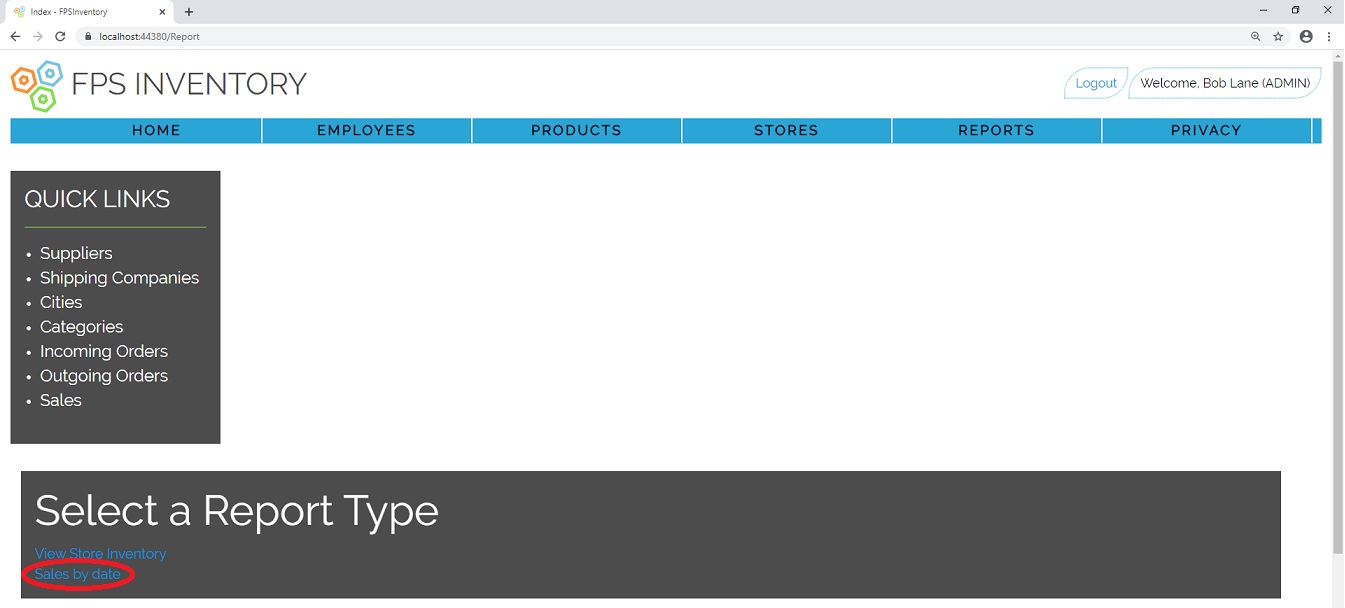 Index - FPSInventory
localhost:44380/Report
FPS INVENTORY
Logout
Welcome, Bob Lane (ADMIN)
HOME EMPLOYEES PRODUCTS STORES REPORTS PRIVACY
QUICK LINKS
• Suppliers
• Shipping Companies
• Cities
• Categories
• Incoming Orders
• Outgoing Orders
• Sales
Select a Report Type
View Store Inventory
Sales by date